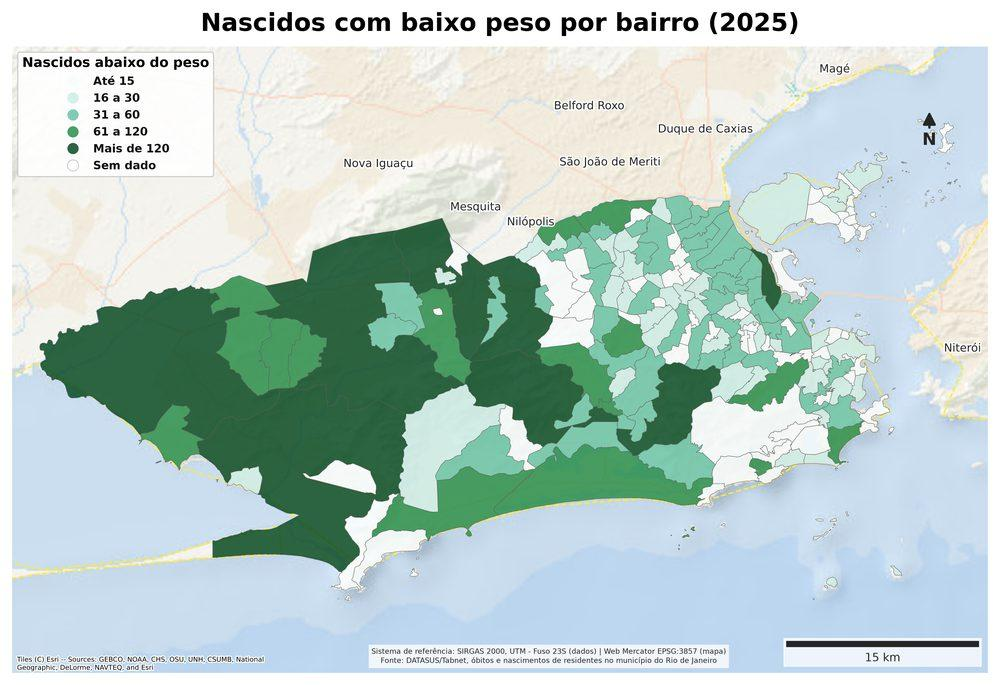 Nascidos com baixo peso por bairro (2025)
Nascidos abaixo do peso
Até 15
16 a 30
31 a 60
61 a 120
Mais de 120
Sem dado
Magé
Belford Roxo
Duque de Caxias
Nova Iguaçu
São João de Meriti
N
Mesquita
Nilópolis
Niterói
Tiles (C) Esri -- Sources: GEBCO, NOAA, CHS, OSU, UNH, CSUMB, National
Geographic, DeLorme, NAVTEQ, and Esri
Sistema de referência: SIRGAS 2000, UTM - Fuso 23S (dados) | Web Mercator EPSG:3857 (mapa)
Fonte: DATASUS/Tabnet, óbitos e nascimentos de residentes no município do Rio de Janeiro
15 km